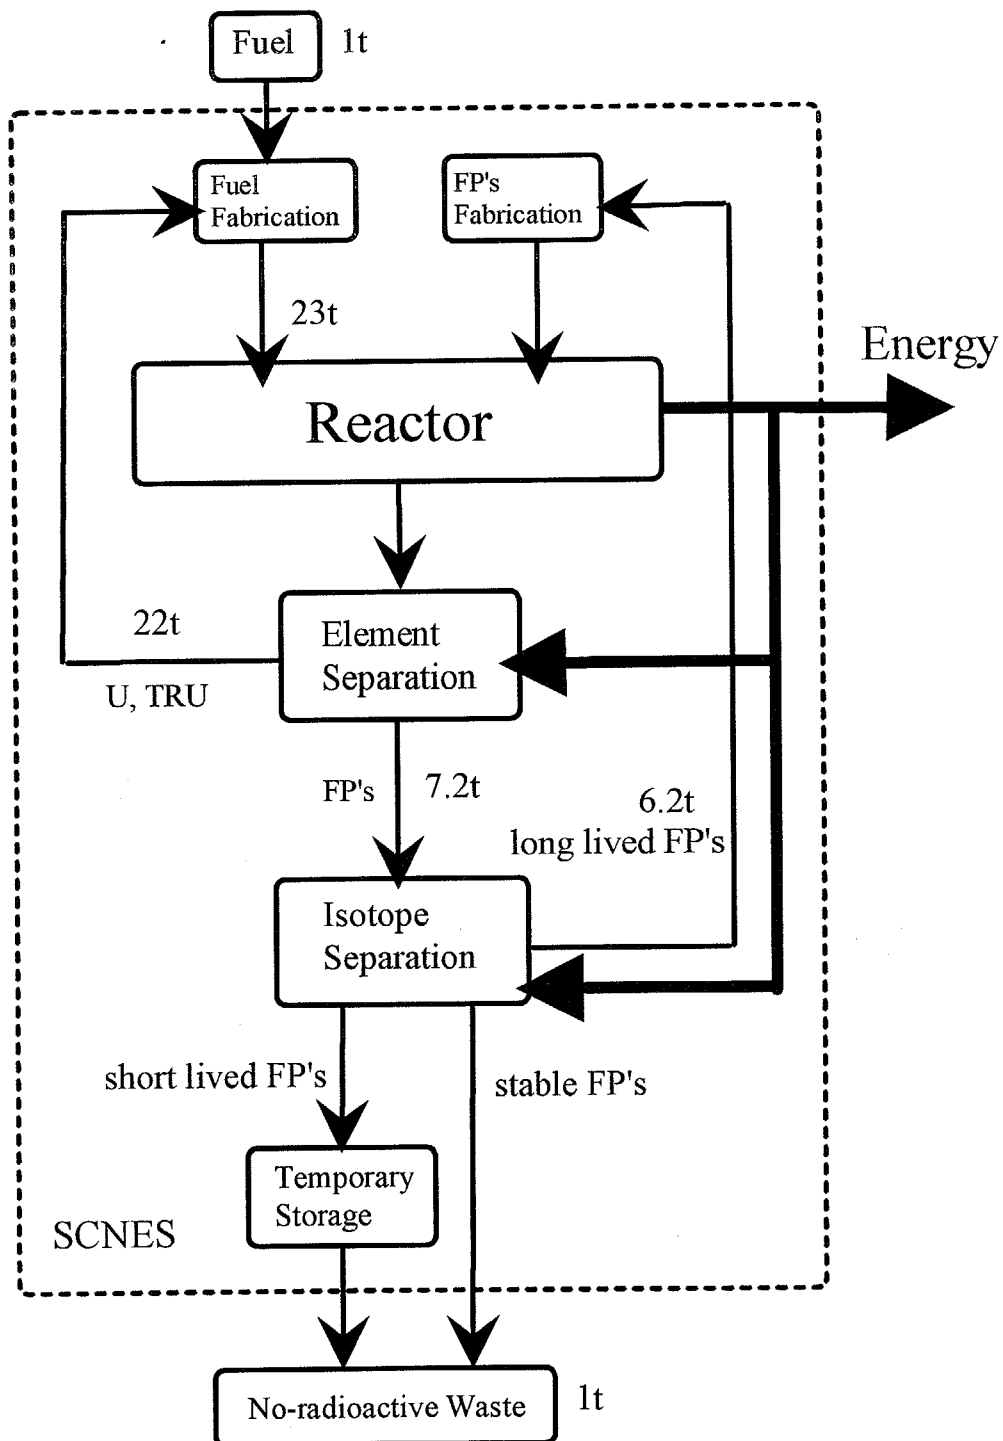 Fuel 1t
Fuel
Fabrication
FP's
Fabrication
23t
Energy
Reactor
22t
U, TRU
Element
Separation
FP's 7.2t
6.2t
long lived FP's
Isotope
Separation
short lived FP's
stable FP's
Temporary
Storage
SCNES
No-radioactive Waste 1t